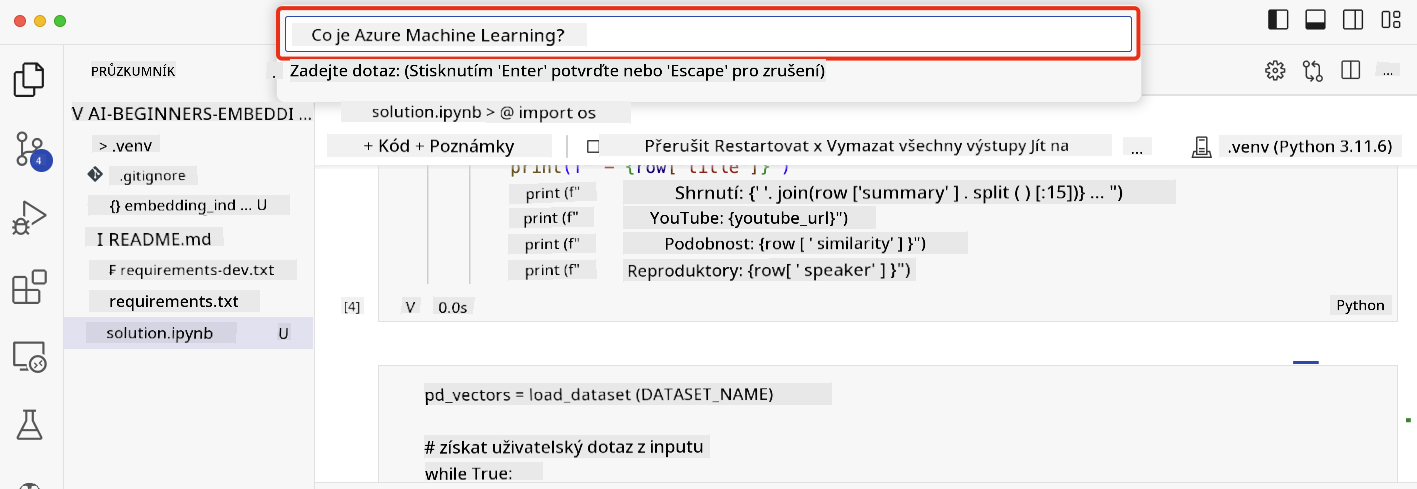 Co je Azure Machine Learning?
Zadejte dotaz: (Stisknutím 'Enter' potvrďte nebo 'Escape' pro zrušení)
PRŮZKUMNÍK
...
4
V AI-BEGINNERS-EMBEDDI ...
> .venv
.gitignore
{} embedding_ind ... U
I README.md
F requirements-dev.txt
requirements.txt
solution.ipynb U
solution.ipynb > @ import os
+ Kód + Poznámky
Přerušit Restartovat x Vymazat všechny výstupy Jít na
...
.venv (Python 3.11.6)
print(f" - {row['title']}")
print (f" Shrnutí: {' '. join(row ['summary' ] . split ( ) [:15])} ... ")
print (f" YouTube: {youtube_url}")
print (f" Podobnost: {row [ ' similarity' ] }")
print (f" Reproduktory: {row[ ' speaker' ] }")
[4] V 0.0s Python
pd_vectors = load_dataset (DATASET_NAME)
# získat uživatelský dotaz z inputu
while True: